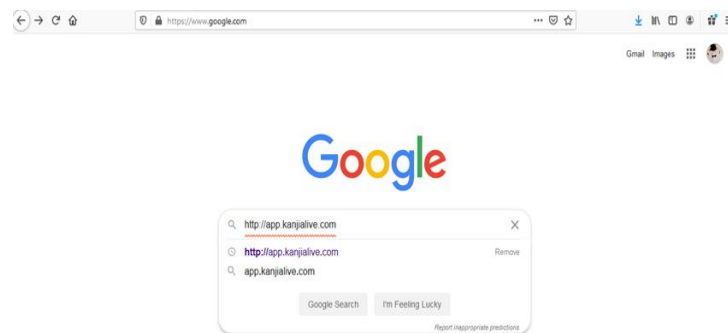 https://www.google.com
Gmail Images
Google
http://app.kanjialive.com
http://app.kanjialive.com Remove
app.kanjialive.com
Google Search I'm Feeling Lucky
Report inappropriate predictions